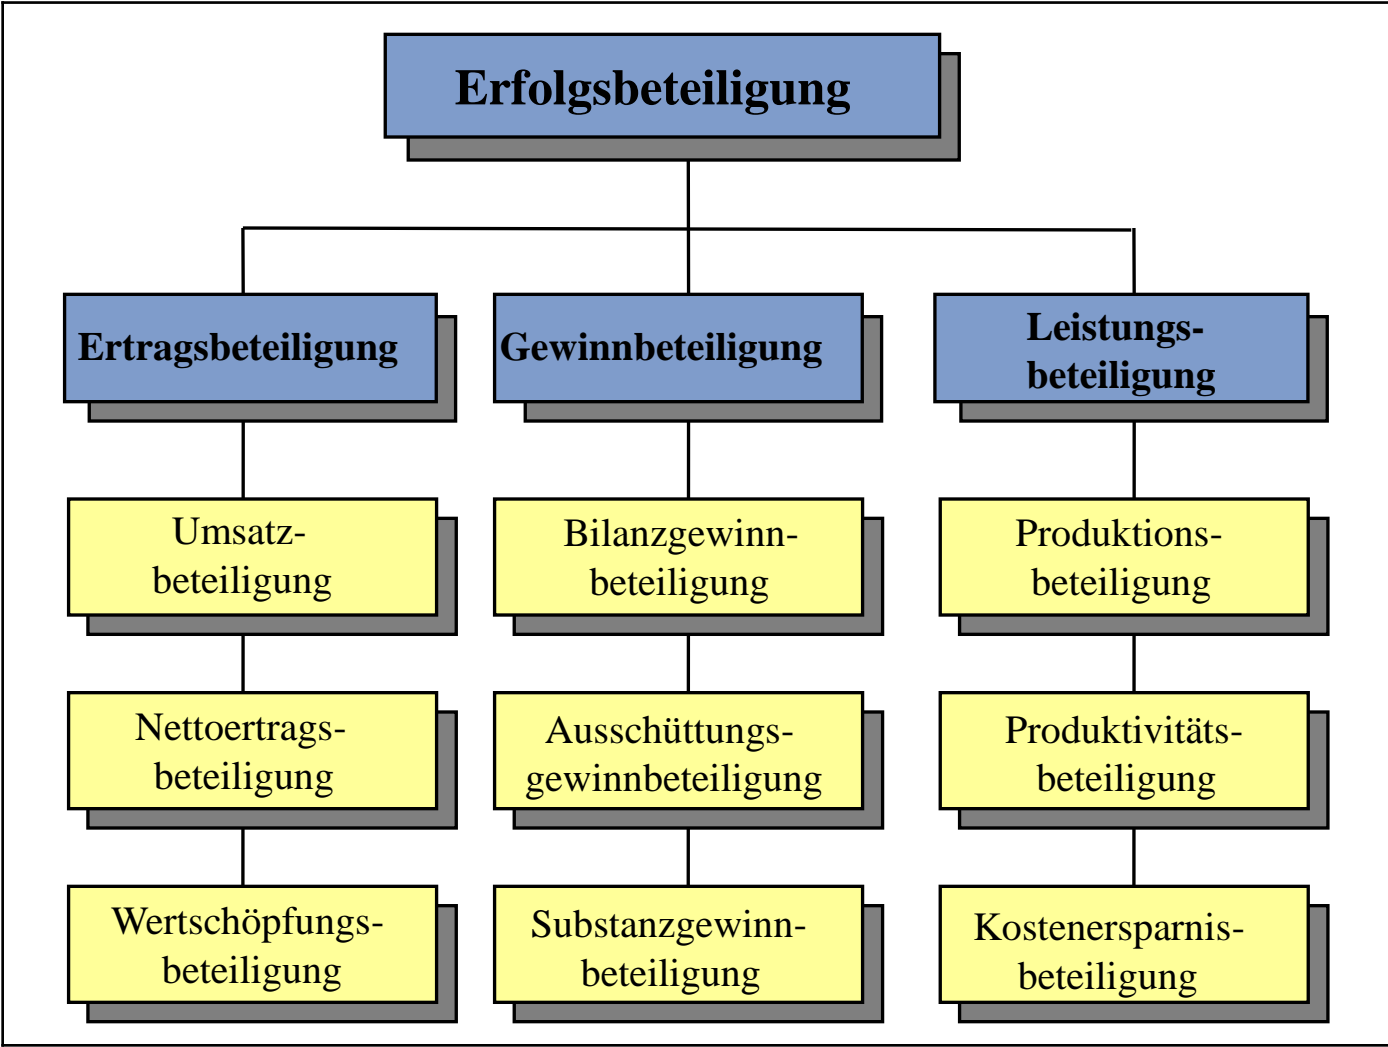 Erfolgsbeteiligung
Ertragsbeteiligung
Gewinnbeteiligung
Leistungs-
beteiligung
Umsatz-
beteiligung
Bilanzgewinn-
beteiligung
Produktions-
beteiligung
Nettoertrags-
beteiligung
Ausschüttungs-
gewinnbeteiligung
Produktivitäts-
beteiligung
Wertschöpfungs-
beteiligung
Substanzgewinn-
beteiligung
Kostenersparnis-
beteiligung